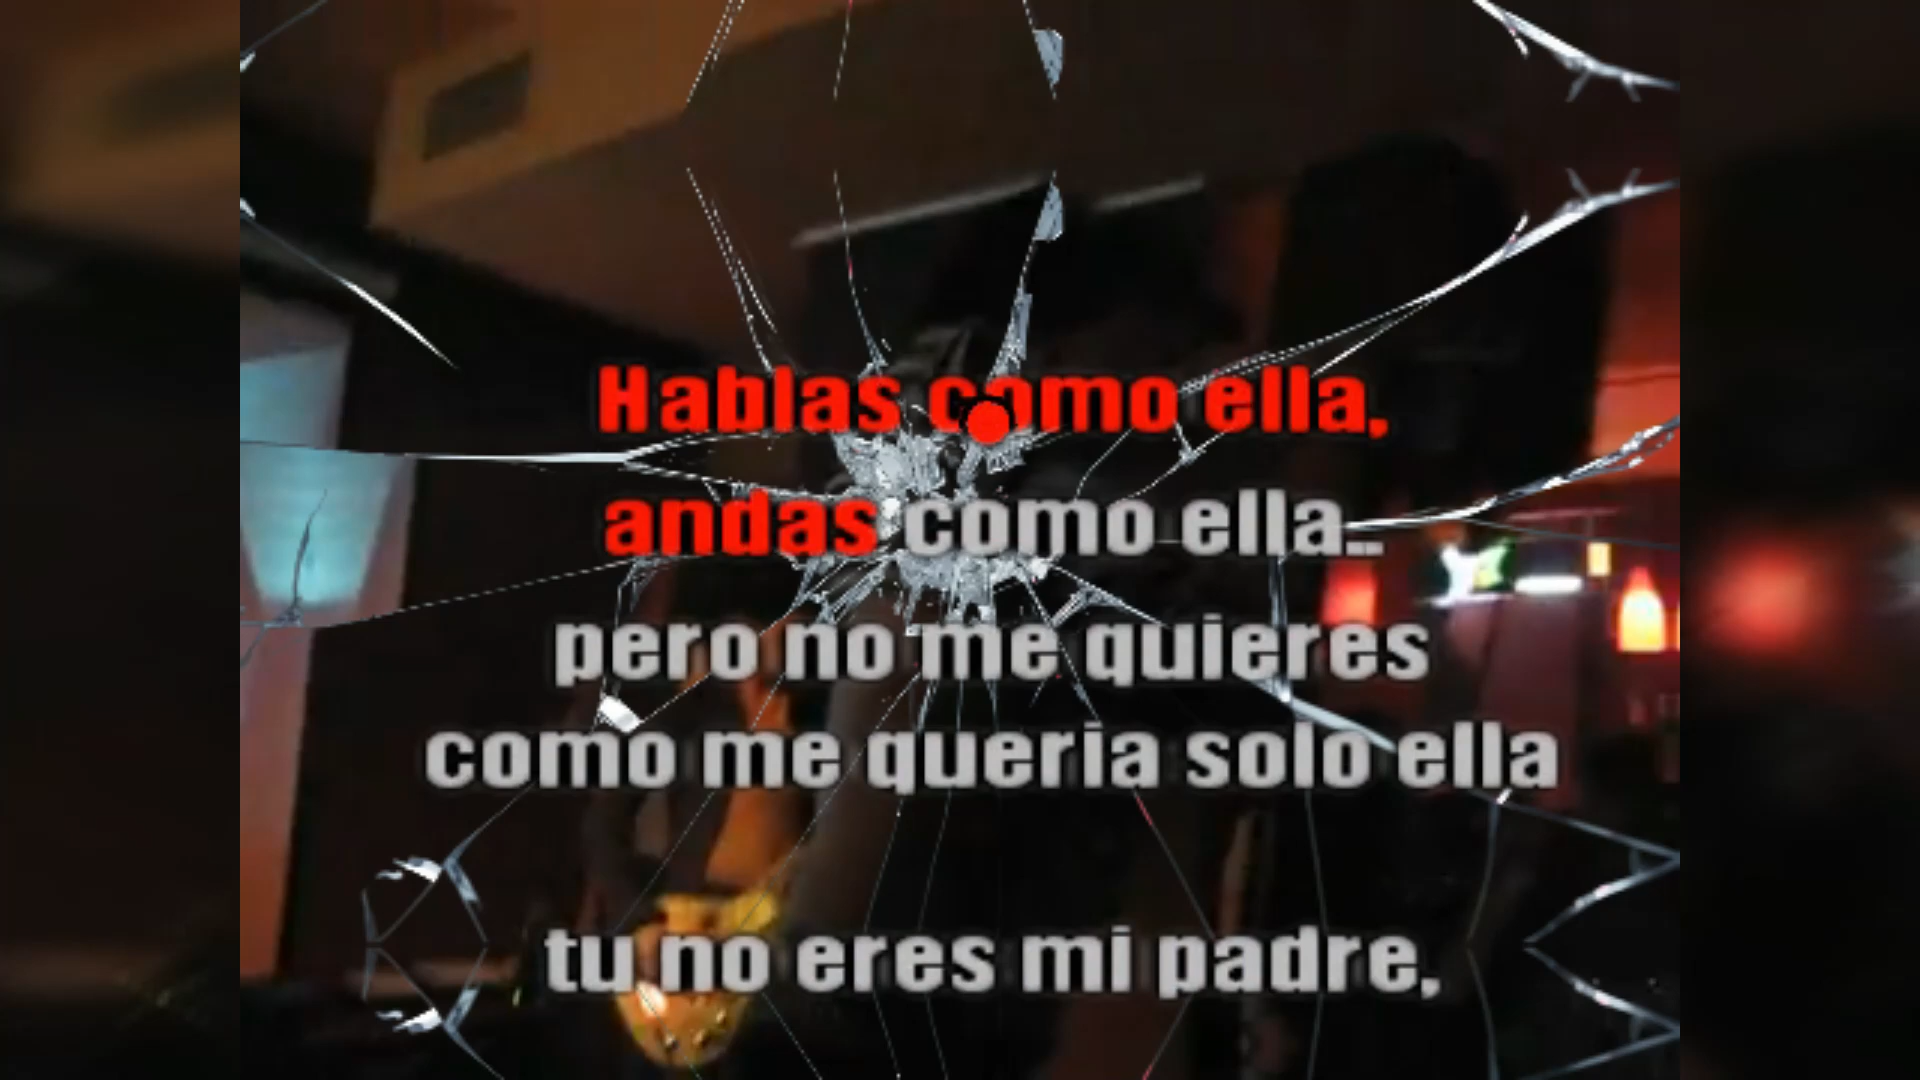 Hablas como ella,
andas como ella..
pero no me quieres
como me queria solo ella
tu no eres mi padre,